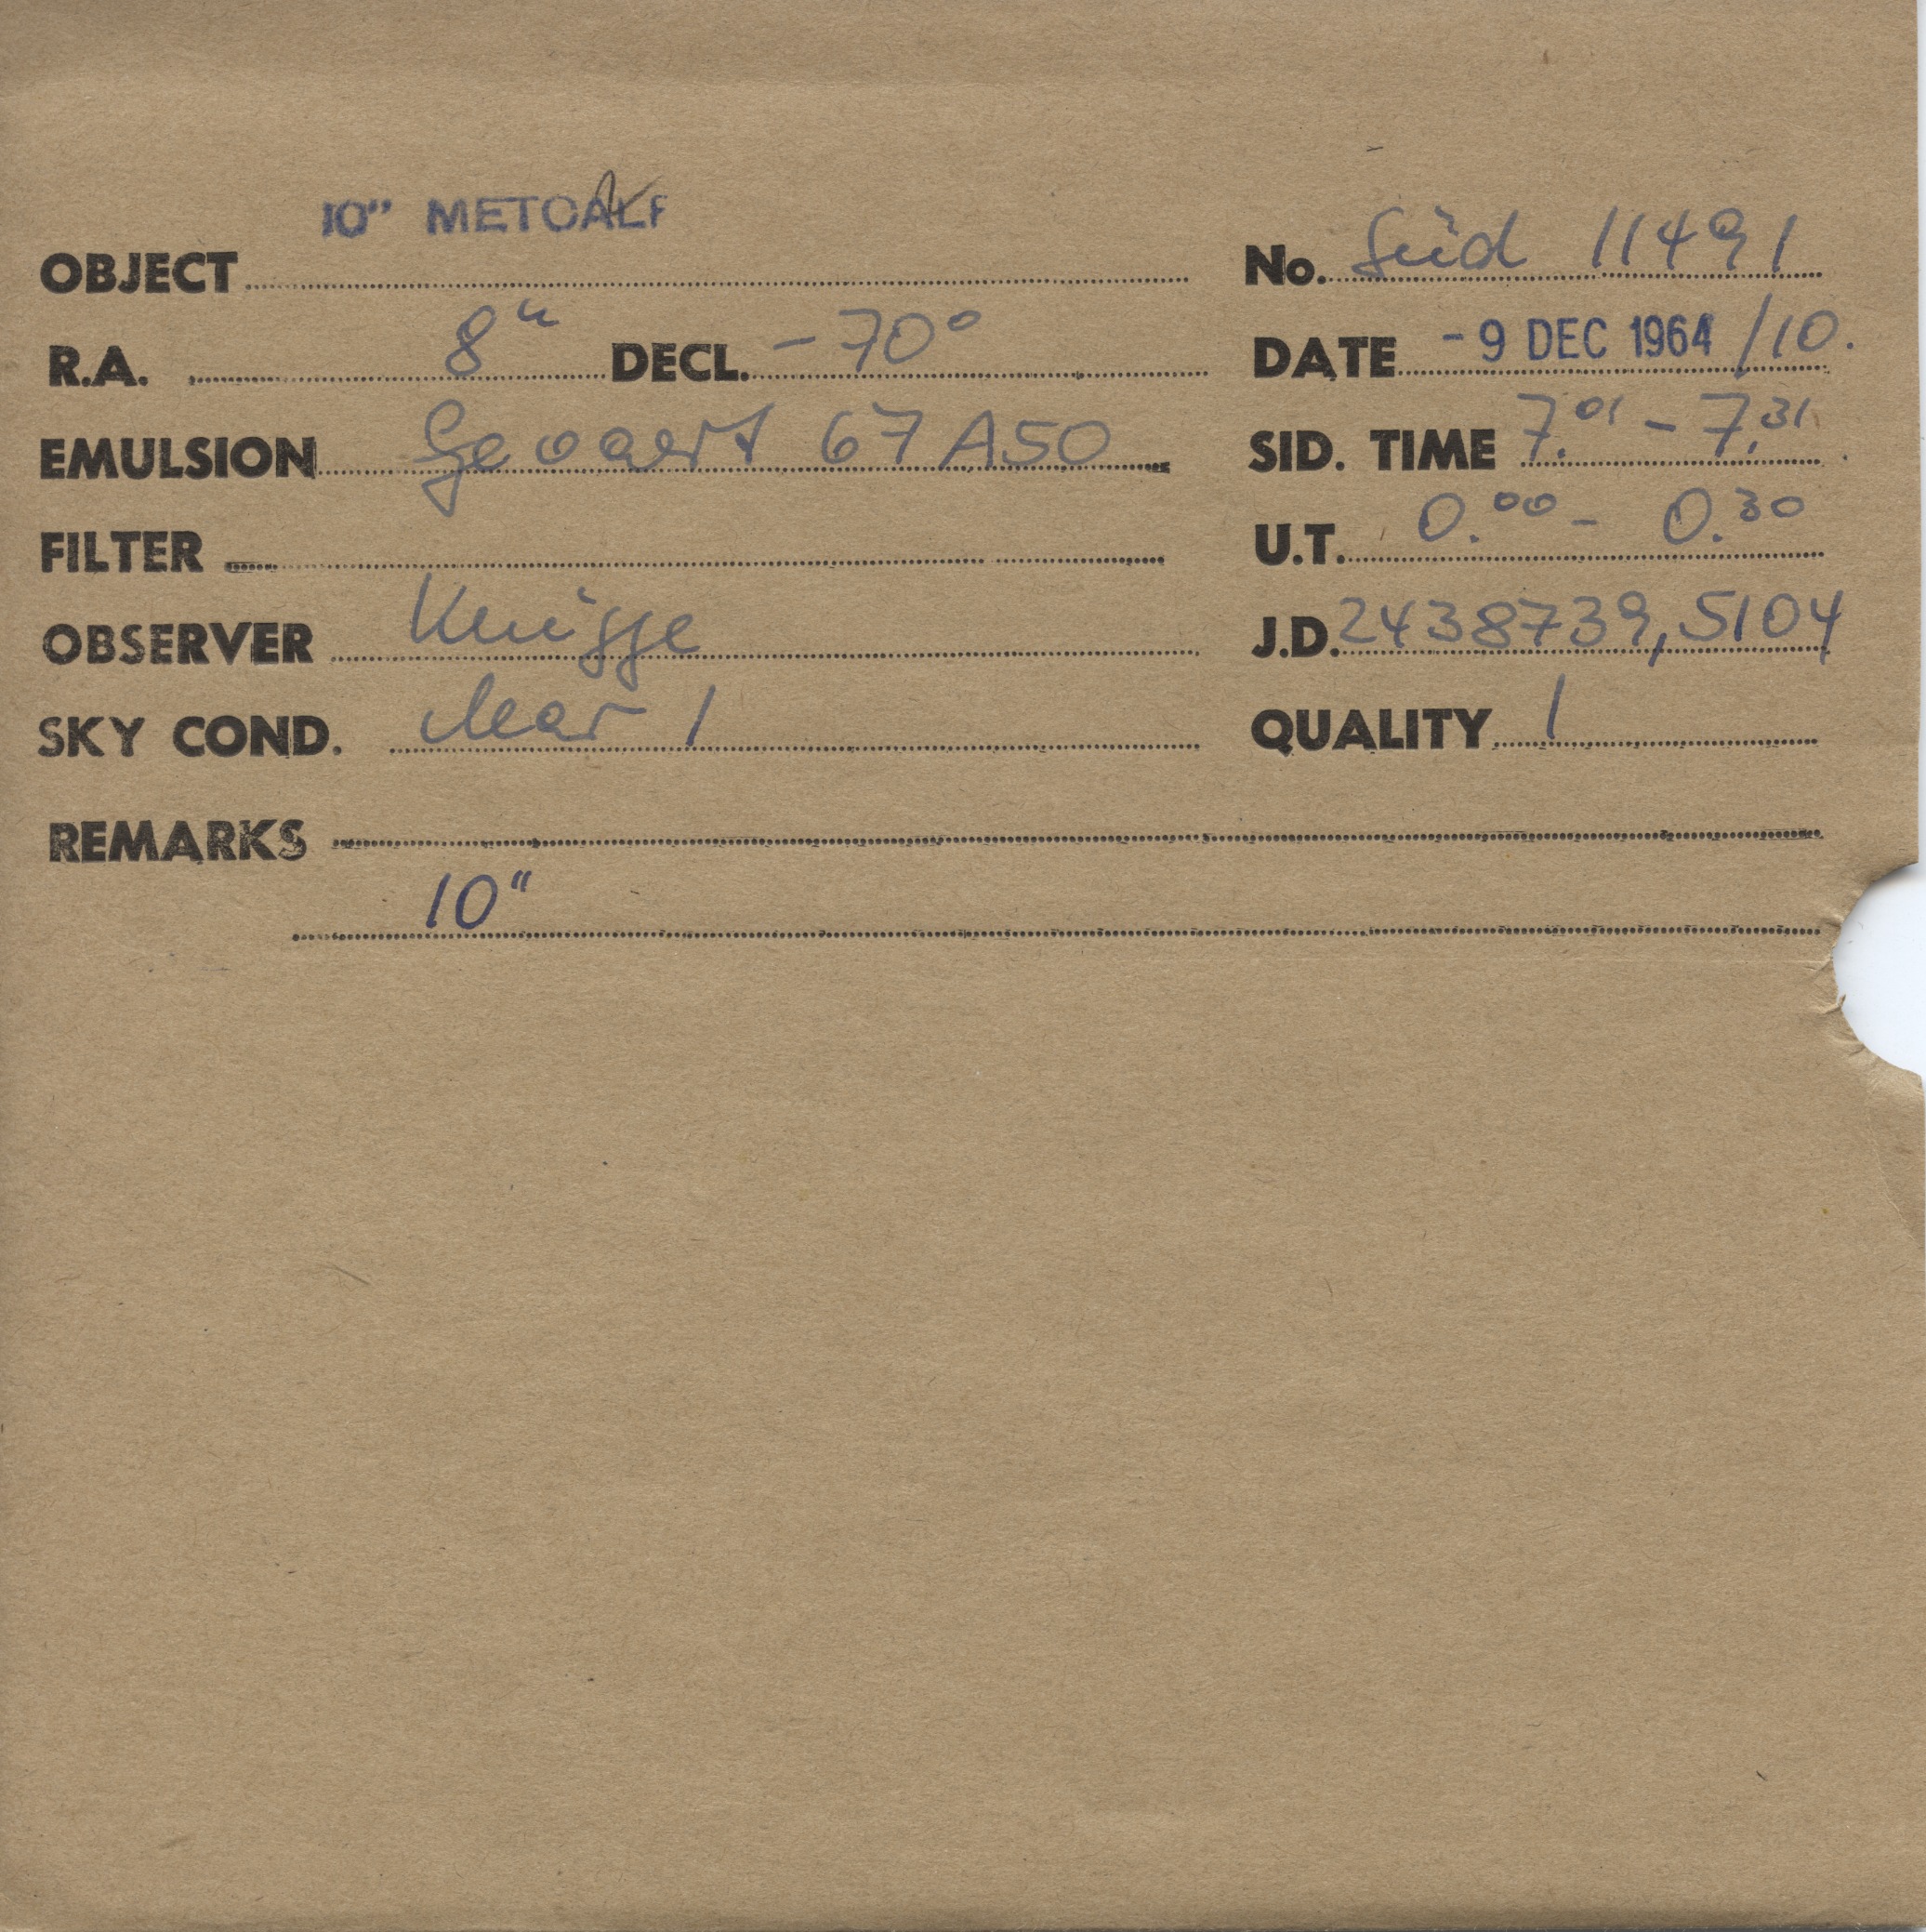 10" METCALF
OBJECT No. Süd 11491
R.A. 8h DECL. -70° DATE -9 DEC 1964 /10.
EMULSION Gevaert 67A50 SID. TIME 7.01 - 7.31
FILTER U.T. 0.00 - 0.30
OBSERVER Knigge J.D. 2438739,5104
SKY COND. clear 1 QUALITY 1
REMARKS
10"